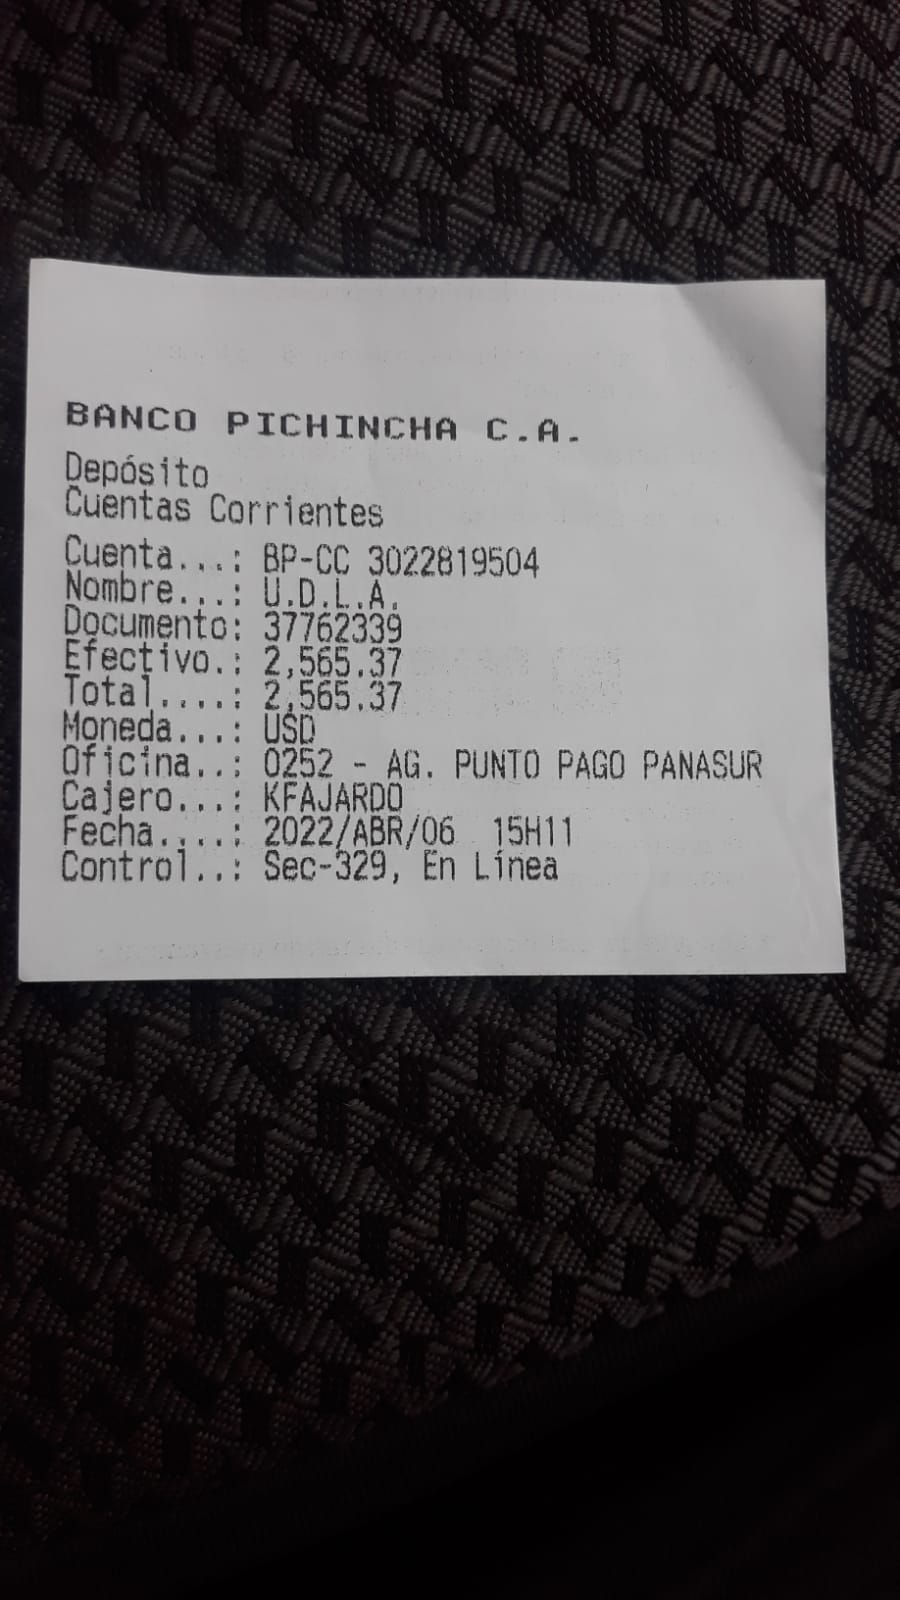 BANCO PICHINCHA C.A.
Depósito
Cuentas Corrientes
Cuenta...: BP-CC 3022819504
Nombre...: U.D.L.A.
Documento: 37762339
Efectivo.: 2,565.37
Total....: 2,565.37
Moneda...: USD
Oficina..: 0252 - AG. PUNTO PAGO PANASUR
Cajero...: KFAJARDO
Fecha....: 2022/ABR/06 15H11
Control..: Sec-329, En Línea